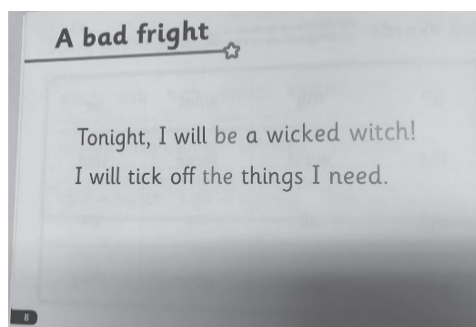 A bad fright
Tonight, I will be a wicked witch!
I will tick off the things I need.
8